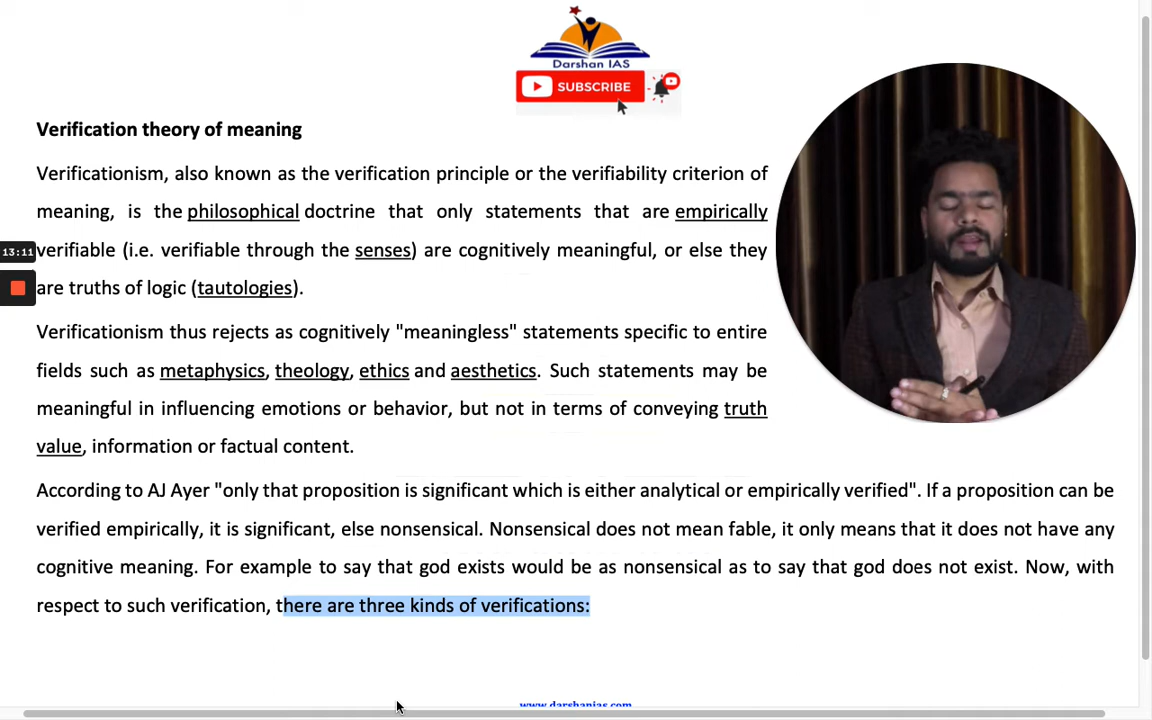 Darshan IAS
SUBSCRIBE
Verification theory of meaning
Verificationism, also known as the verification principle or the verifiability criterion of
meaning, is the philosophical doctrine that only statements that are empirically
13:11
verifiable (i.e. verifiable through the senses) are cognitively meaningful, or else they
are truths of logic (tautologies).
Verificationism thus rejects as cognitively "meaningless" statements specific to entire
fields such as metaphysics, theology, ethics and aesthetics. Such statements may be
meaningful in influencing emotions or behavior, but not in terms of conveying truth
value, information or factual content.
According to AJ Ayer "only that proposition is significant which is either analytical or empirically verified". If a proposition can be
verified empirically, it is significant, else nonsensical. Nonsensical does not mean fable, it only means that it does not have any
cognitive meaning. For example to say that god exists would be as nonsensical as to say that god does not exist. Now, with
respect to such verification, there are three kinds of verifications:
www.darshanias.com